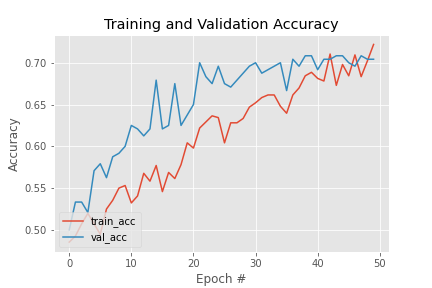 Training and Validation Accuracy
Accuracy
0.70
0.65
0.60
0.55
0.50
train_acc
val_acc
0 10 20 30 40 50
Epoch #